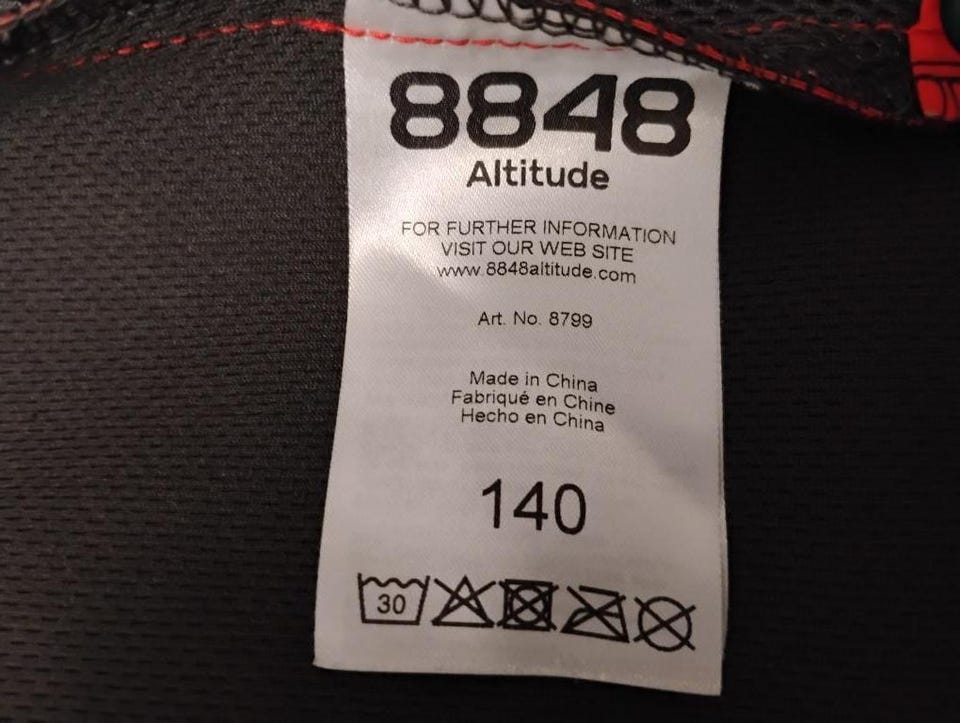 8848
Altitude
FOR FURTHER INFORMATION
VISIT OUR WEB SITE
www.8848altitude.com
Art. No. 8799
Made in China
Fabriqué en Chine
Hecho en China
140
30